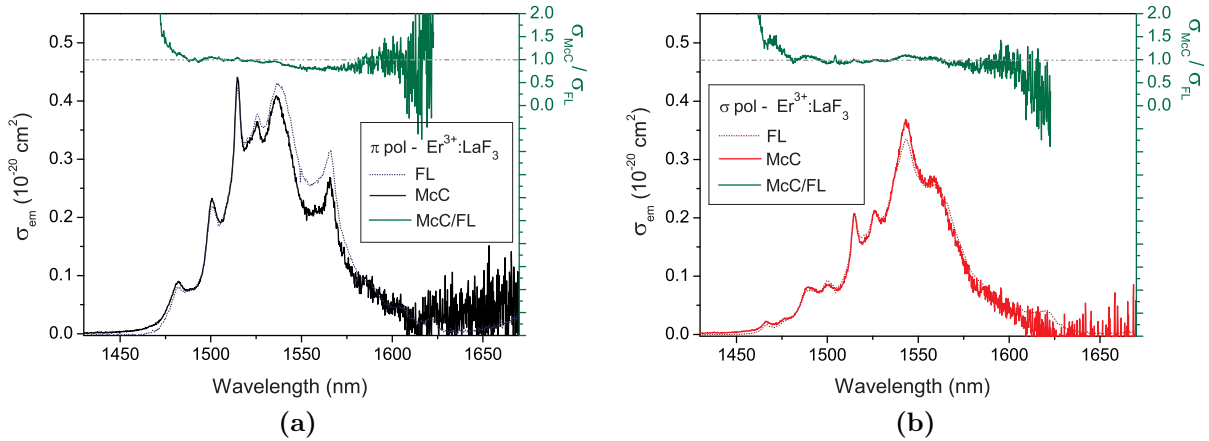 0.5
0.4
0.3
0.2
0.1
0.0
σem (10⁻²⁰ cm²)
2.0
1.5
1.0
0.5
0.0
σMcC / σFL
π pol - Er³⁺:LaF₃
FL
McC
McC/FL
1450 1500 1550 1600 1650
Wavelength (nm)
(a)
0.5
0.4
0.3
0.2
0.1
0.0
σem (10⁻²⁰ cm²)
2.0
1.5
1.0
0.5
0.0
σMcC / σFL
σ pol - Er³⁺:LaF₃
FL
McC
McC/FL
1450 1500 1550 1600 1650
Wavelength (nm)
(b)